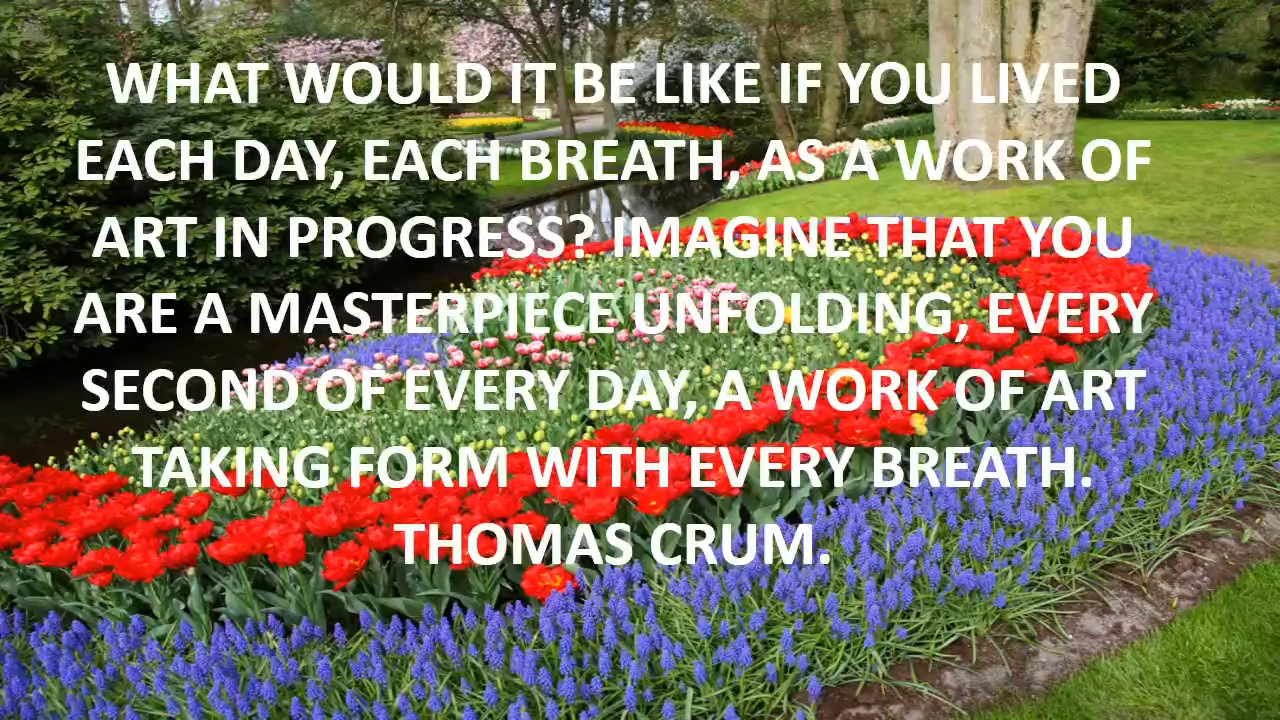 WHAT WOULD IT BE LIKE IF YOU LIVED
EACH DAY, EACH BREATH, AS A WORK OF
ART IN PROGRESS? IMAGINE THAT YOU
ARE A MASTERPIECE UNFOLDING, EVERY
SECOND OF EVERY DAY, A WORK OF ART
TAKING FORM WITH EVERY BREATH.
THOMAS CRUM.